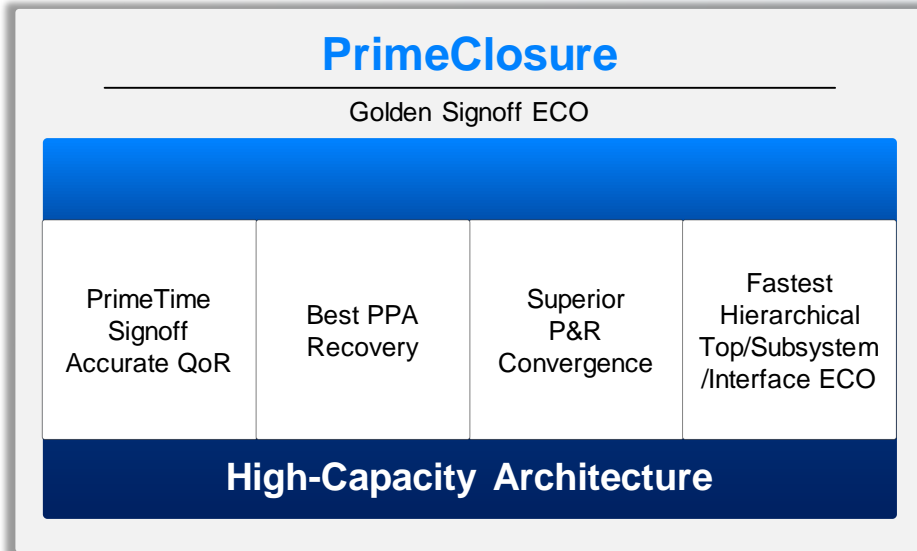 PrimeClosure
Golden Signoff ECO
PrimeTime
Signoff
Accurate QoR
Best PPA
Recovery
Superior
P&R
Convergence
Fastest
Hierarchical
Top/Subsystem
/Interface ECO
High-Capacity Architecture